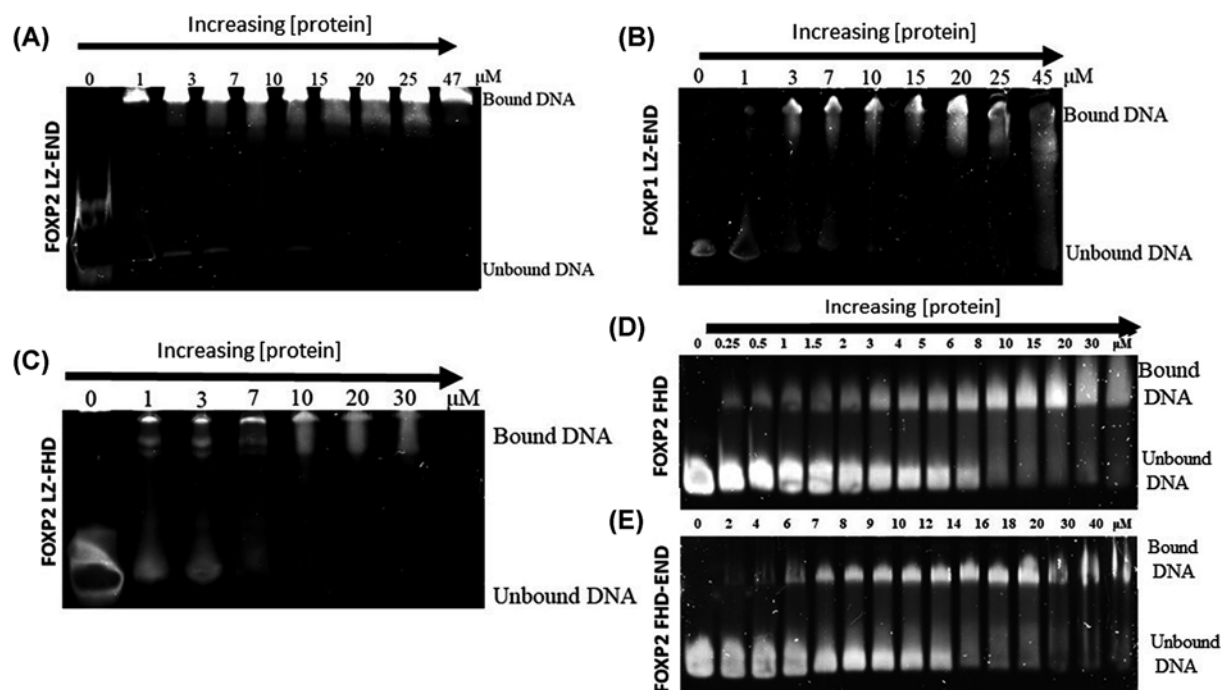 (A)
Increasing [protein]
0 1 3 7 10 15 20 25 47 μM
FOXP2 LZ-END
Bound DNA
Unbound DNA
(B)
Increasing [protein]
0 1 3 7 10 15 20 25 45 μM
FOXP1 LZ-END
Bound DNA
Unbound DNA
(C)
Increasing [protein]
0 1 3 7 10 20 30 μM
FOXP2 LZ-FHD
Bound DNA
Unbound DNA
(D)
Increasing [protein]
0 0.25 0.5 1 1.5 2 3 4 5 6 8 10 15 20 30 μM
FOXP2 FHD
Bound
DNA
Unbound
DNA
(E)
0 2 4 6 7 8 9 10 12 14 16 18 20 30 40 μM
FOXP2 FHD-END
Bound
DNA
Unbound
DNA